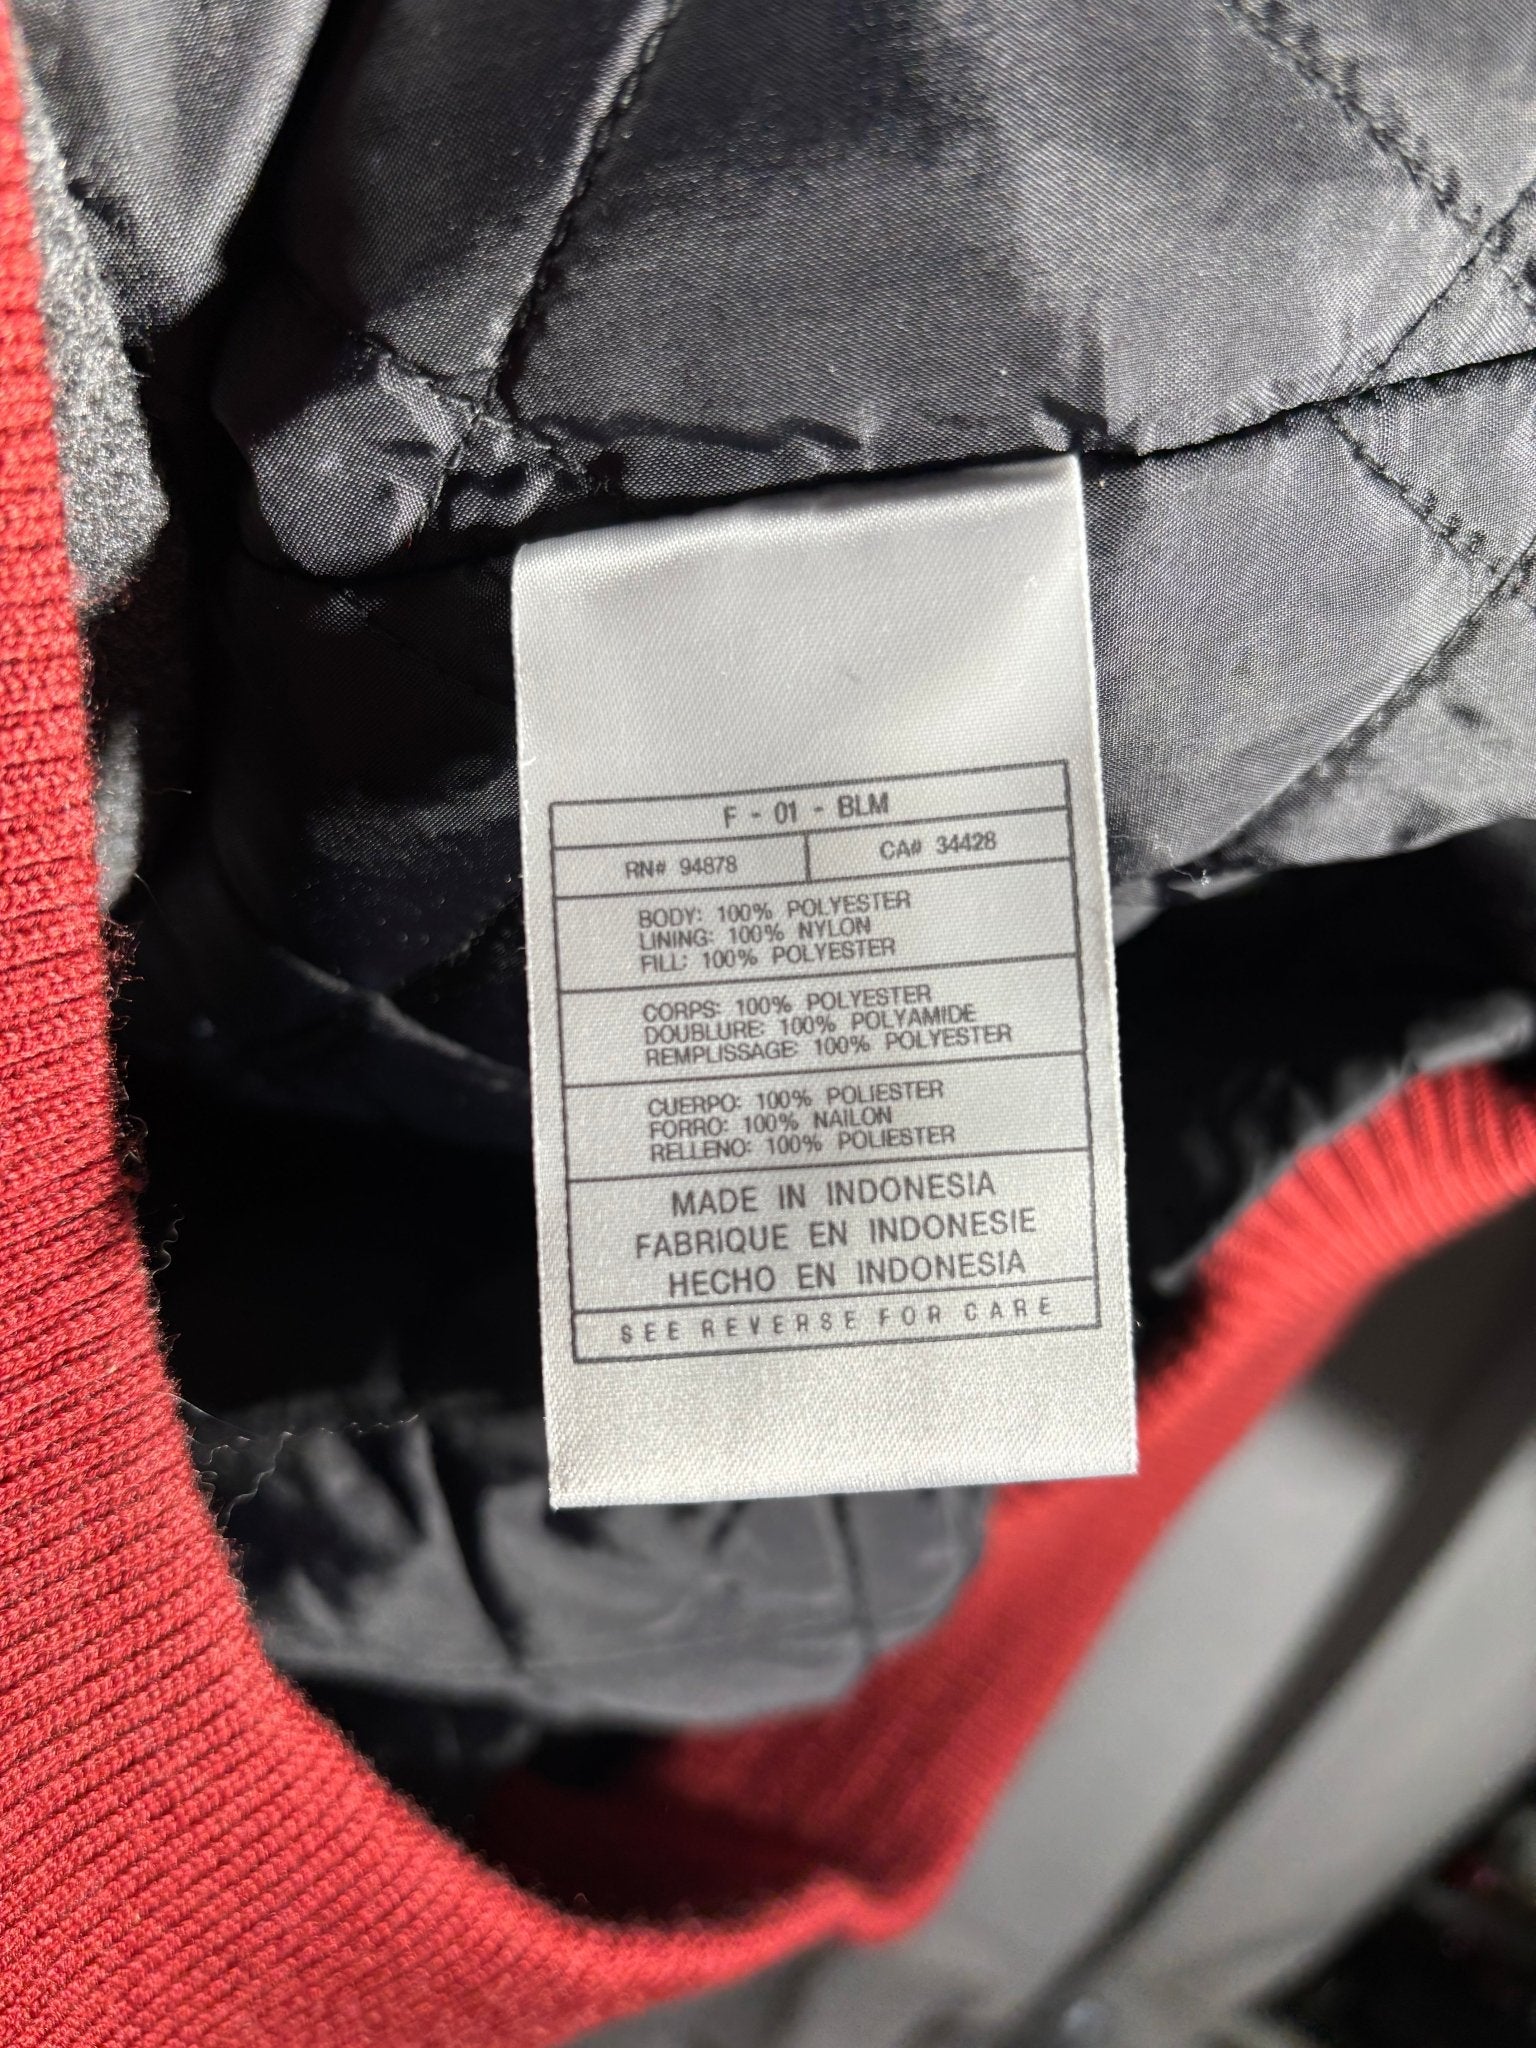 F - 01 - BLM
RN# 94878 CA# 34428
BODY: 100% POLYESTER
LINING: 100% NYLON
FILL: 100% POLYESTER
CORPS: 100% POLYESTER
DOUBLURE: 100% POLYAMIDE
REMPLISSAGE: 100% POLYESTER
CUERPO: 100% POLIESTER
FORRO: 100% NAILON
RELLENO: 100% POLIESTER
MADE IN INDONESIA
FABRIQUE EN INDONESIE
HECHO EN INDONESIA
SEE REVERSE FOR CARE